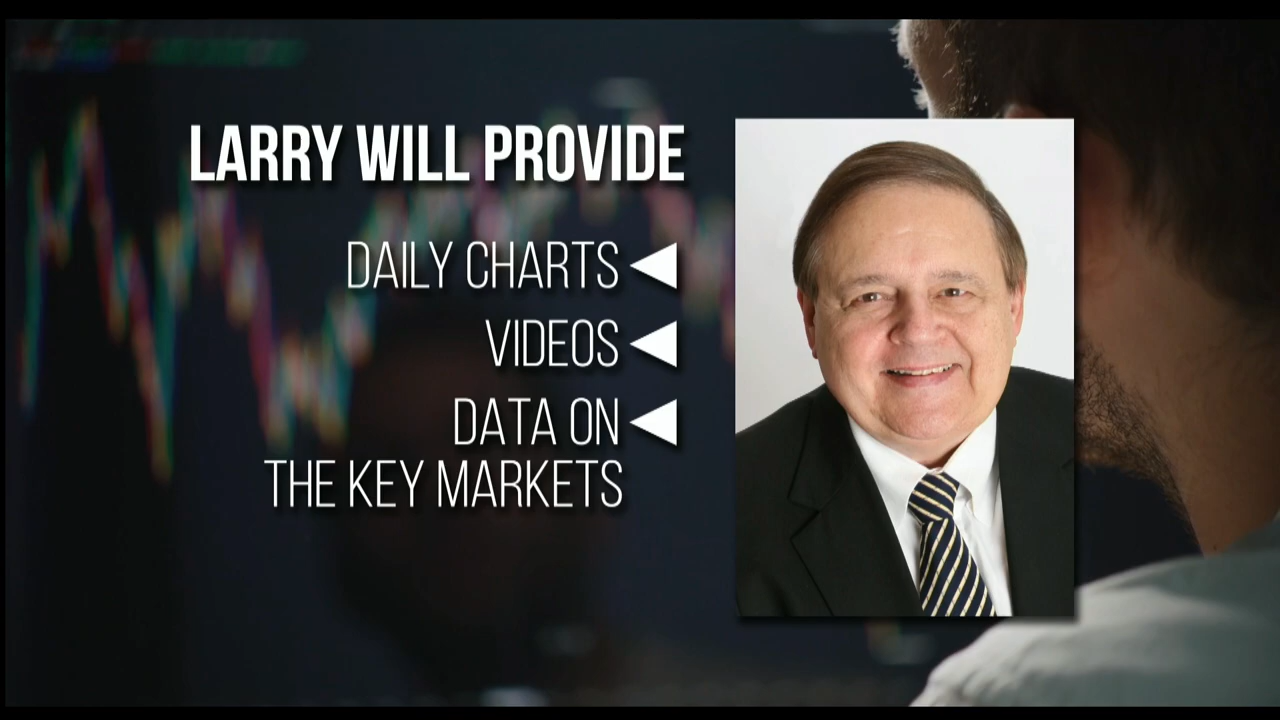 LARRY WILL PROVIDE
DAILY CHARTS
VIDEOS
DATA ON
THE KEY MARKETS